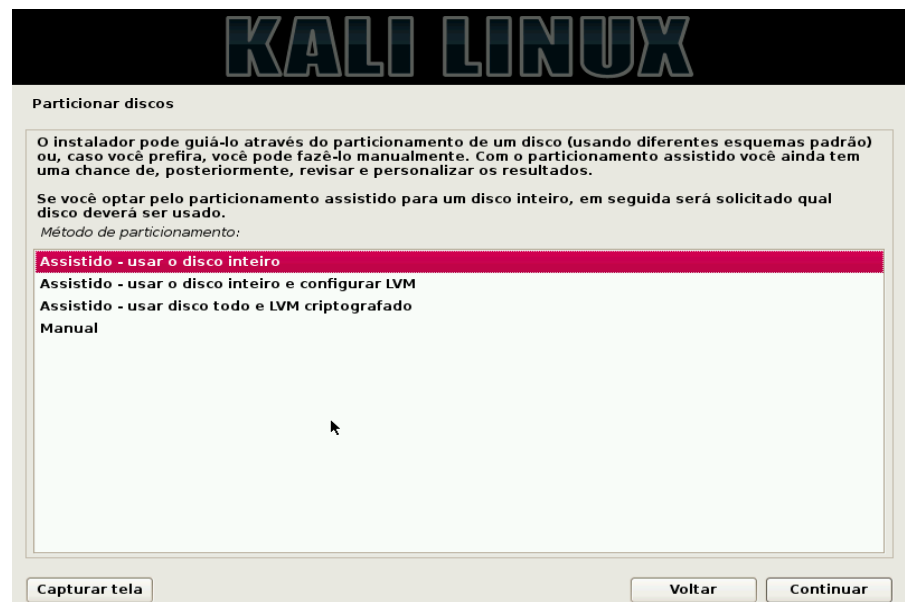 KALI LINUX
Particionar discos
O instalador pode guiá-lo através do particionamento de um disco (usando diferentes esquemas padrão)
ou, caso você prefira, você pode fazê-lo manualmente. Com o particionamento assistido você ainda tem
uma chance de, posteriormente, revisar e personalizar os resultados.
Se você optar pelo particionamento assistido para um disco inteiro, em seguida será solicitado qual
disco deverá ser usado.
Método de particionamento:
Assistido - usar o disco inteiro
Assistido - usar o disco inteiro e configurar LVM
Assistido - usar disco todo e LVM criptografado
Manual
Capturar tela
Voltar
Continuar